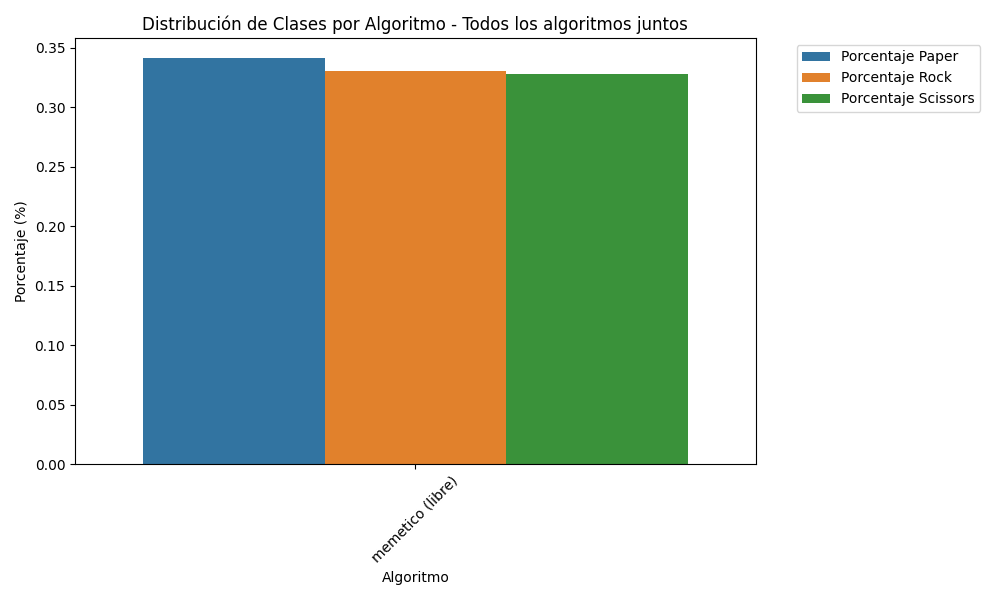 Distribución de Clases por Algoritmo - Todos los algoritmos juntos
Porcentaje (%)
0.35
0.30
0.25
0.20
0.15
0.10
0.05
0.00
memetico (libre)
Algoritmo
Porcentaje Paper
Porcentaje Rock
Porcentaje Scissors